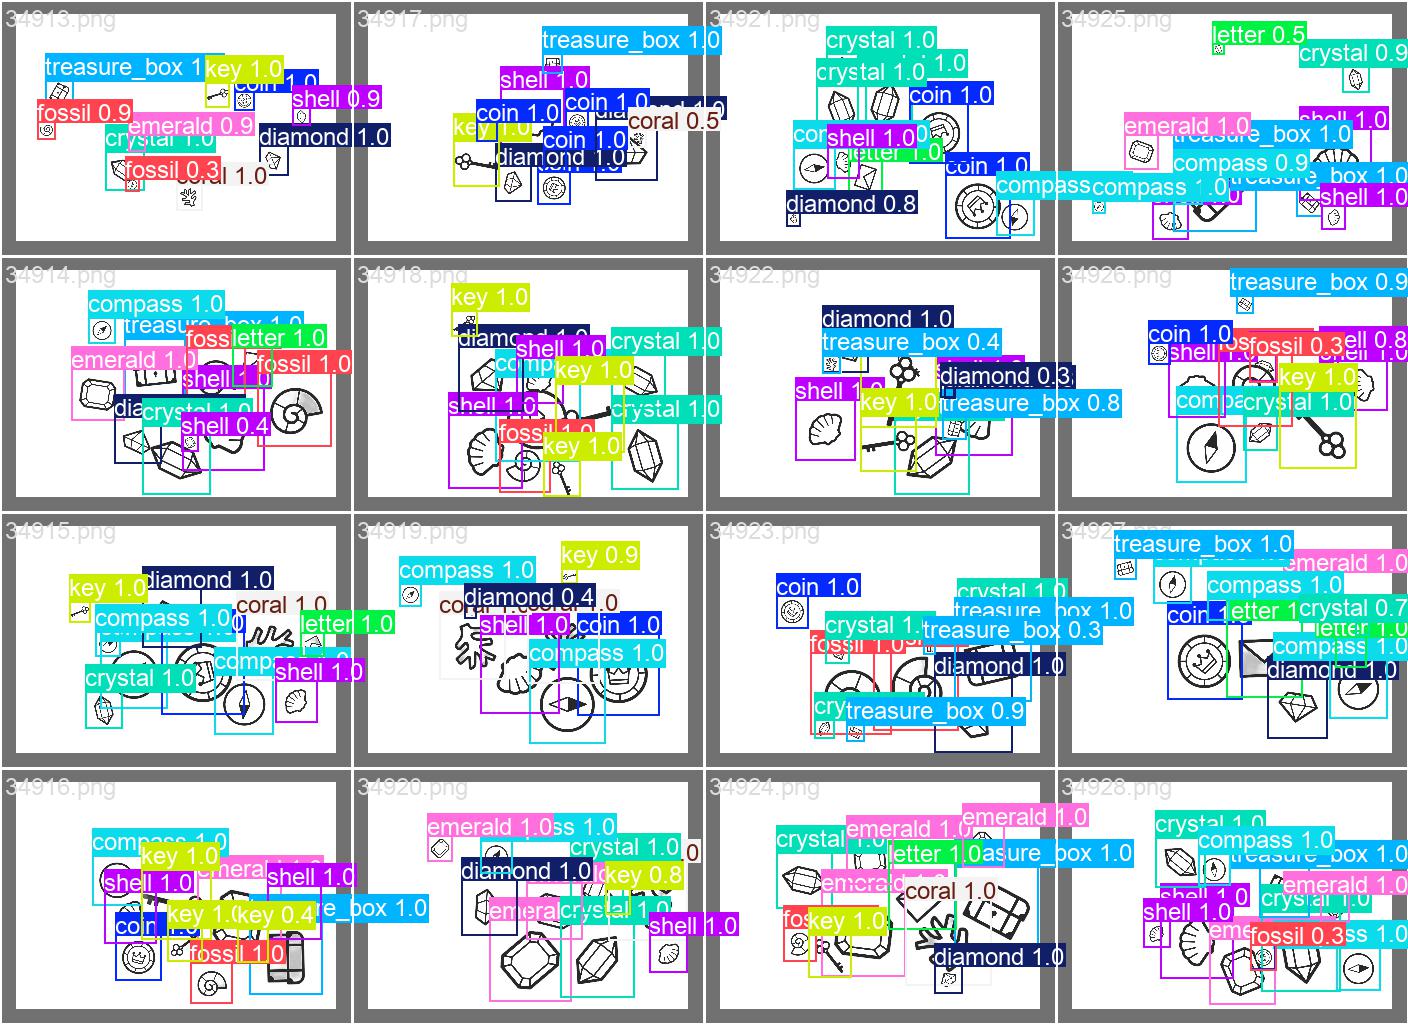 34913.png
treasure_box 1
key 1.0
coin 1.0
shell 0.9
fossil 0.9
emerald 0.9
crystal 1.0
diamond 1.0
fossil 0.3
coral 1.0
34917.png
treasure_box 1.0
shell 1.0
coin 1.0
coin 1.0
diamond 1.0
coral 0.5
key 1.0
coin 1.0
diamond 1.0
34921.png
crystal 1.0
crystal 1.0
coin 1.0
shell 1.0
letter 1.0
coin 1.0
compass
diamond 0.8
34925.png
letter 0.5
crystal 0.9
shell 1.0
emerald 1.0
treasure_box 1.0
compass 0.9
treasure_box 1.0
compass 1.0
shell 1.0
34914.png
compass 1.0
treasure_box 1.0
foss
letter 1.0
emerald 1.0
fossil 1.0
shell 1.0
dia
crystal 1.0
shell 0.4
34918.png
key 1.0
diamond 1.0
shell 1.0
crystal 1.0
comp
key 1.0
shell 1.0
crystal 1.0
fossil 1.0
key 1.0
34922.png
diamond 1.0
treasure_box 0.4
diamond 0.3
shell 1.0
key 1.0
treasure_box 0.8
34926.png
treasure_box 0.9
coin 1.0
fossil 0.3
shell 0.8
shell 1.0
key 1.0
compa
crystal 1.0
34915.png
diamond 1.0
key 1.0
coral 1.0
compass 1.0
letter 1.0
compass 1.0
shell 1.0
crystal 1.0
34919.png
key 0.9
compass 1.0
diamond 0.4
coral 1.0
shell 1.0
coin 1.0
compass 1.0
34923.png
coin 1.0
crystal 1.0
treasure_box 1.0
crystal 1.0
treasure_box 0.3
fossil 1.0
diamond 1.0
cry
treasure_box 0.9
34927.png
treasure_box 1.0
emerald 1.0
compass 1.0
coin 1
letter 1
crystal 0.7
letter 1.0
compass 1.0
diamond 1.0
34916.png
compass 1.0
key 1.0
emerald 1.0
shell 1.0
shell 1.0
key 1.0
key 0.4
re_box 1.0
coin 1.0
fossil 1.0
34920.png
emerald 1.0
ss 1.0
crystal 1.0
diamond 1.0
key 0.8
emeral
crystal 1.0
shell 1.0
34924.png
emerald 1.0
crystal
emerald 1.0
letter 1.0
asure_box 1.0
emerald
coral 1.0
fos
key 1.0
diamond 1.0
34928.png
crystal 1.0
compass 1.0
treasure_box 1.0
emerald 1.0
shell 1.0
crystal 1.0
shell 1.0
eme
fossil 0.3
ss 1.0